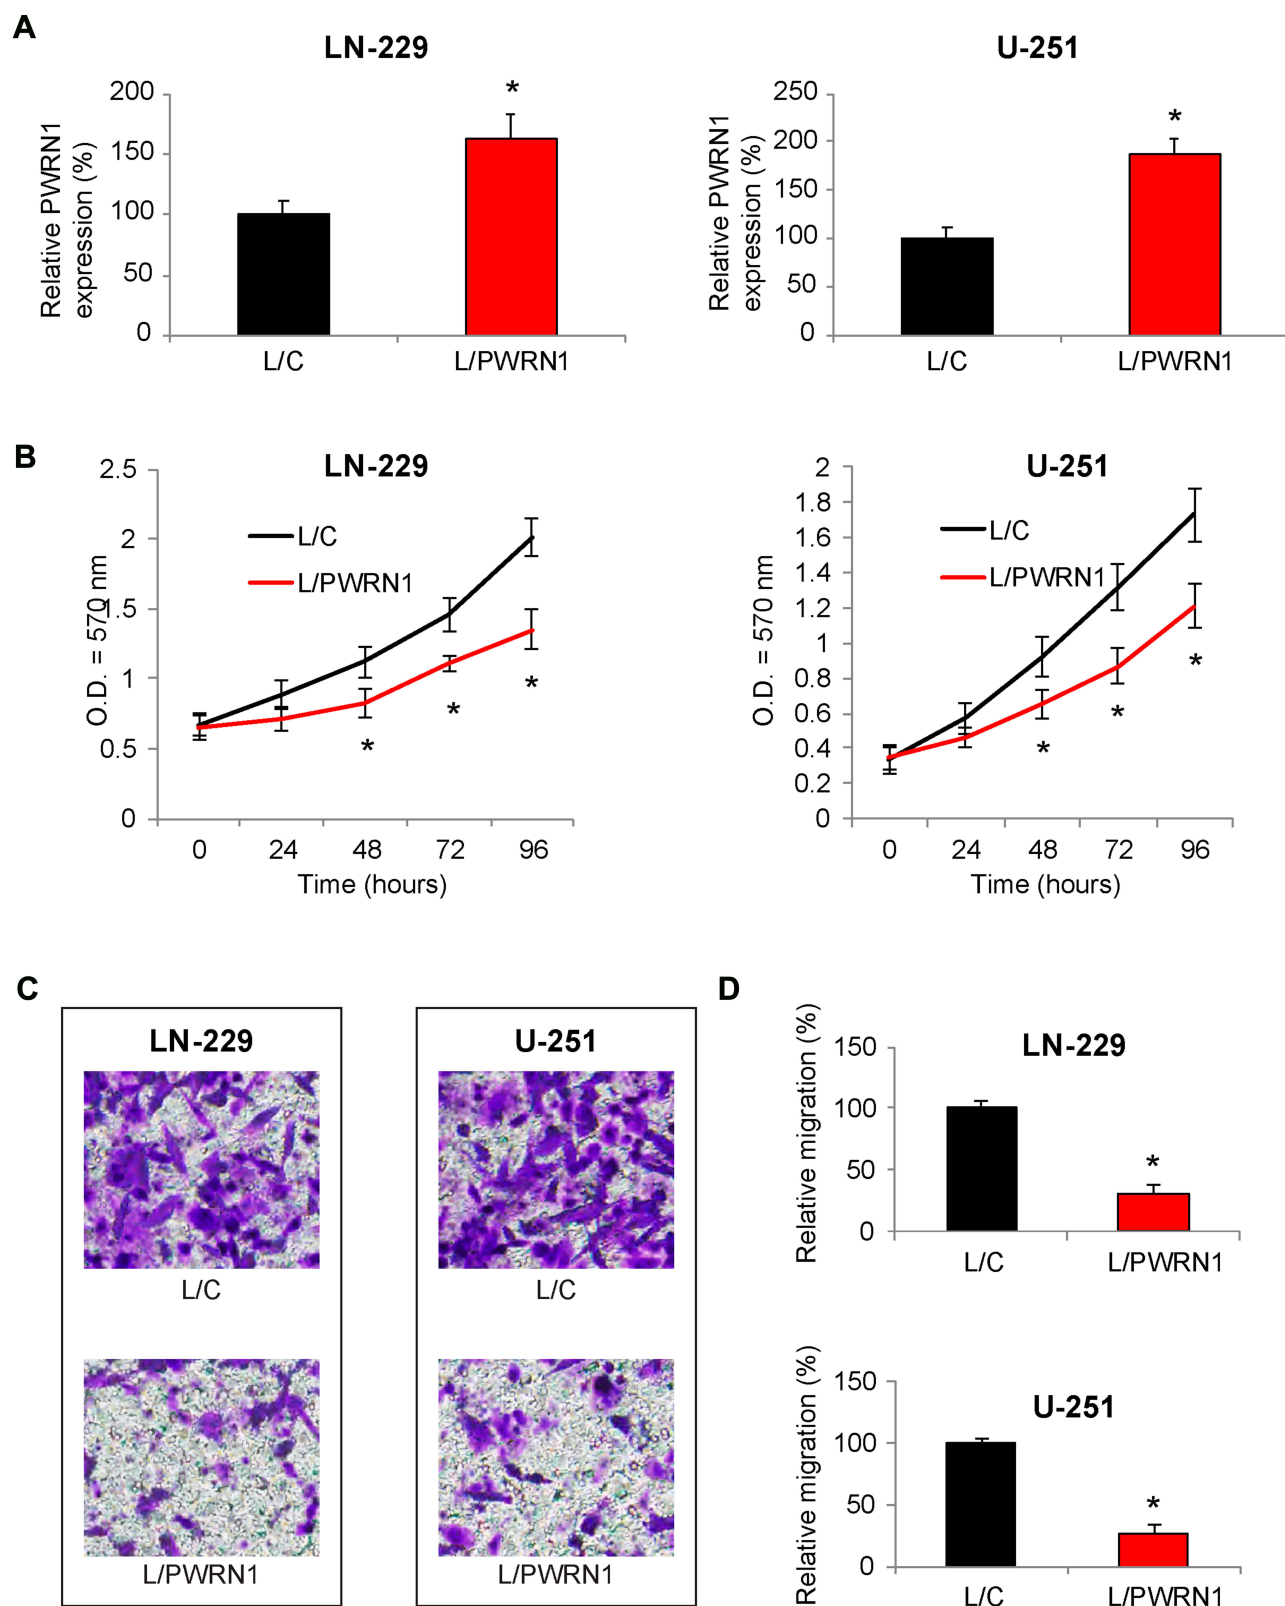 A
LN-229
Relative PWRN1
expression (%)
200
150
100
50
0
*
L/C
L/PWRN1
U-251
Relative PWRN1
expression (%)
250
200
150
100
50
0
*
L/C
L/PWRN1
B
LN-229
O.D. = 570 nm
2.5
2
1.5
1
0.5
0
L/C
L/PWRN1
*
*
*
0 24 48 72 96
Time (hours)
U-251
O.D. = 570 nm
2
1.8
1.6
1.4
1.2
1
0.8
0.6
0.4
0.2
0
L/C
L/PWRN1
*
*
*
0 24 48 72 96
Time (hours)
C
LN-229
L/C
L/PWRN1
U-251
L/C
L/PWRN1
D
LN-229
Relative migration (%)
150
100
50
0
*
L/C
L/PWRN1
U-251
Relative migration (%)
150
100
50
0
*
L/C
L/PWRN1